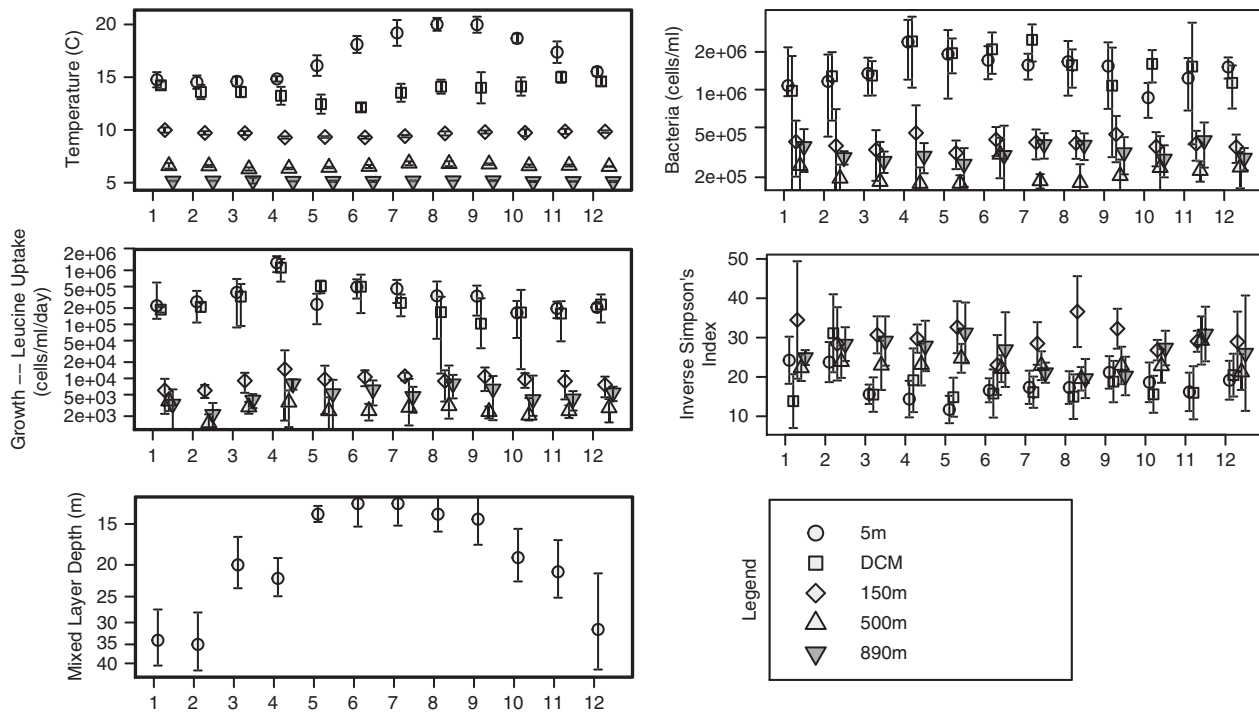 Temperature (C)
20
15
10
5
1 2 3 4 5 6 7 8 9 10 11 12
Bacteria (cells/ml)
2e+06
1e+06
5e+05
2e+05
1 2 3 4 5 6 7 8 9 10 11 12
Growth –– Leucine Uptake
(cells/ml/day)
2e+06
1e+06
5e+05
2e+05
1e+05
2e+04
1e+04
5e+03
2e+03
1 2 3 4 5 6 7 8 9 10 11 12
Inverse Simpson's
Index
50
40
30
20
10
1 2 3 4 5 6 7 8 9 10 11 12
Mixed Layer Depth (m)
15
20
25
30
35
40
1 2 3 4 5 6 7 8 9 10 11 12
Legend
5m
DCM
150m
500m
890m